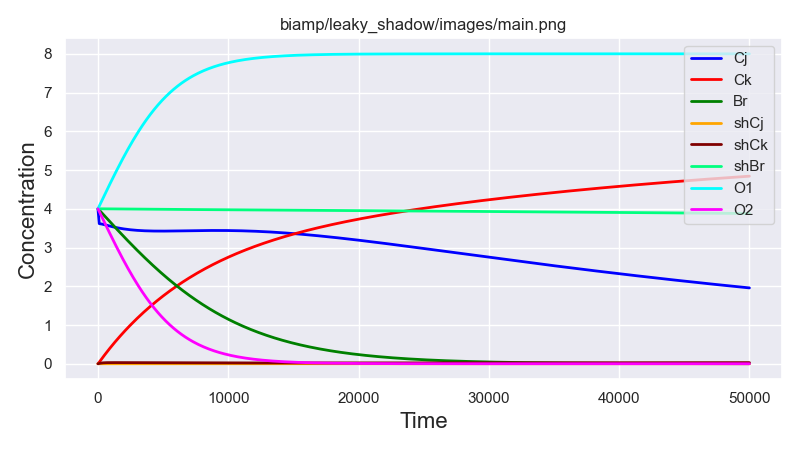 biamp/leaky_shadow/images/main.png
8
7
6
5
4
3
2
1
0
Concentration
Cj
Ck
Br
shCj
shCk
shBr
O1
O2
0 10000 20000 30000 40000 50000
Time